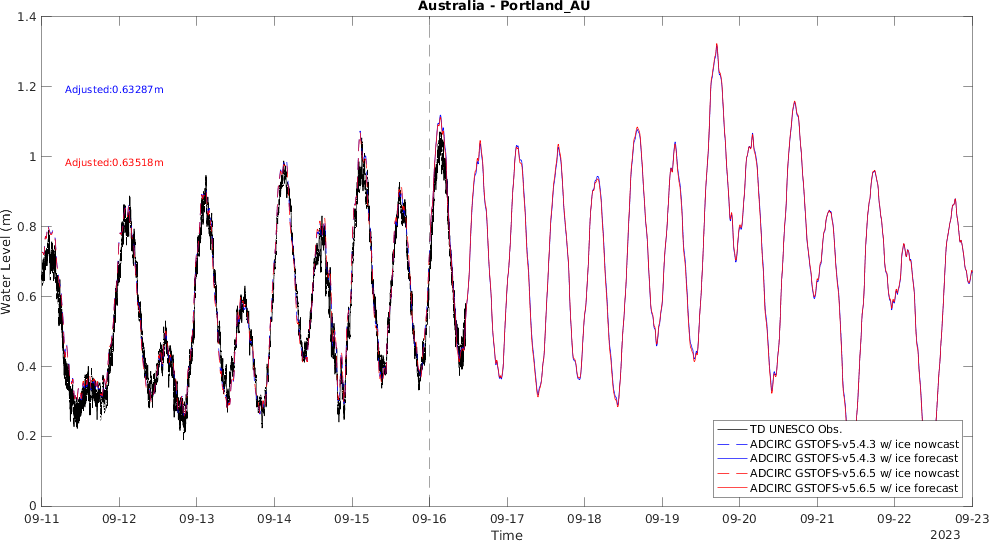 Australia - Portland_AU
1.4
1.2
1
0.8
0.6
0.4
0.2
0
Water Level (m)
Adjusted:0.63287m
Adjusted:0.63518m
TD UNESCO Obs.
ADCIRC GSTOFS-v5.4.3 w/ ice nowcast
ADCIRC GSTOFS-v5.4.3 w/ ice forecast
ADCIRC GSTOFS-v5.6.5 w/ ice nowcast
ADCIRC GSTOFS-v5.6.5 w/ ice forecast
09-11 09-12 09-13 09-14 09-15 09-16 09-17 09-18 09-19 09-20 09-21 09-22 09-23
Time
2023